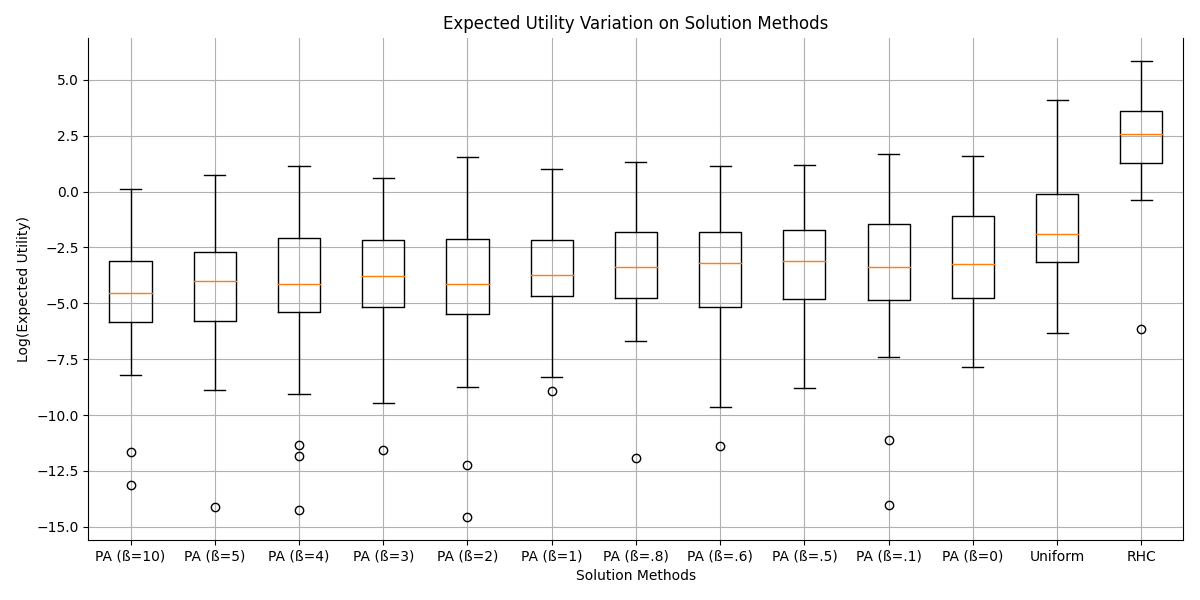 Expected Utility Variation on Solution Methods
Log(Expected Utility)
5.0
2.5
0.0
−2.5
−5.0
−7.5
−10.0
−12.5
−15.0
PA (ß=10) PA (ß=5) PA (ß=4) PA (ß=3) PA (ß=2) PA (ß=1) PA (ß=.8) PA (ß=.6) PA (ß=.5) PA (ß=.1) PA (ß=0) Uniform RHC
Solution Methods